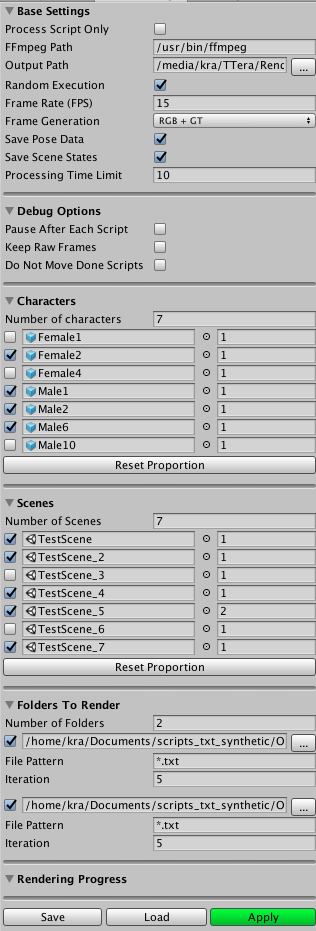 Base Settings
Process Script Only
FFmpeg Path /usr/bin/ffmpeg
Output Path /media/kra/TTera/Rend ...
Random Execution
Frame Rate (FPS) 15
Frame Generation RGB + GT
Save Pose Data
Save Scene States
Processing Time Limit 10
Debug Options
Pause After Each Script
Keep Raw Frames
Do Not Move Done Scripts
Characters
Number of characters 7
Female1 1
Female2 1
Female4 1
Male1 1
Male2 1
Male6 1
Male10 1
Reset Proportion
Scenes
Number of Scenes 7
TestScene 1
TestScene_2 1
TestScene_3 1
TestScene_4 1
TestScene_5 2
TestScene_6 1
TestScene_7 1
Reset Proportion
Folders To Render
Number of Folders 2
/home/kra/Documents/scripts_txt_synthetic/O ...
File Pattern *.txt
Iteration 5
/home/kra/Documents/scripts_txt_synthetic/O ...
File Pattern *.txt
Iteration 5
Rendering Progress
Save Load Apply